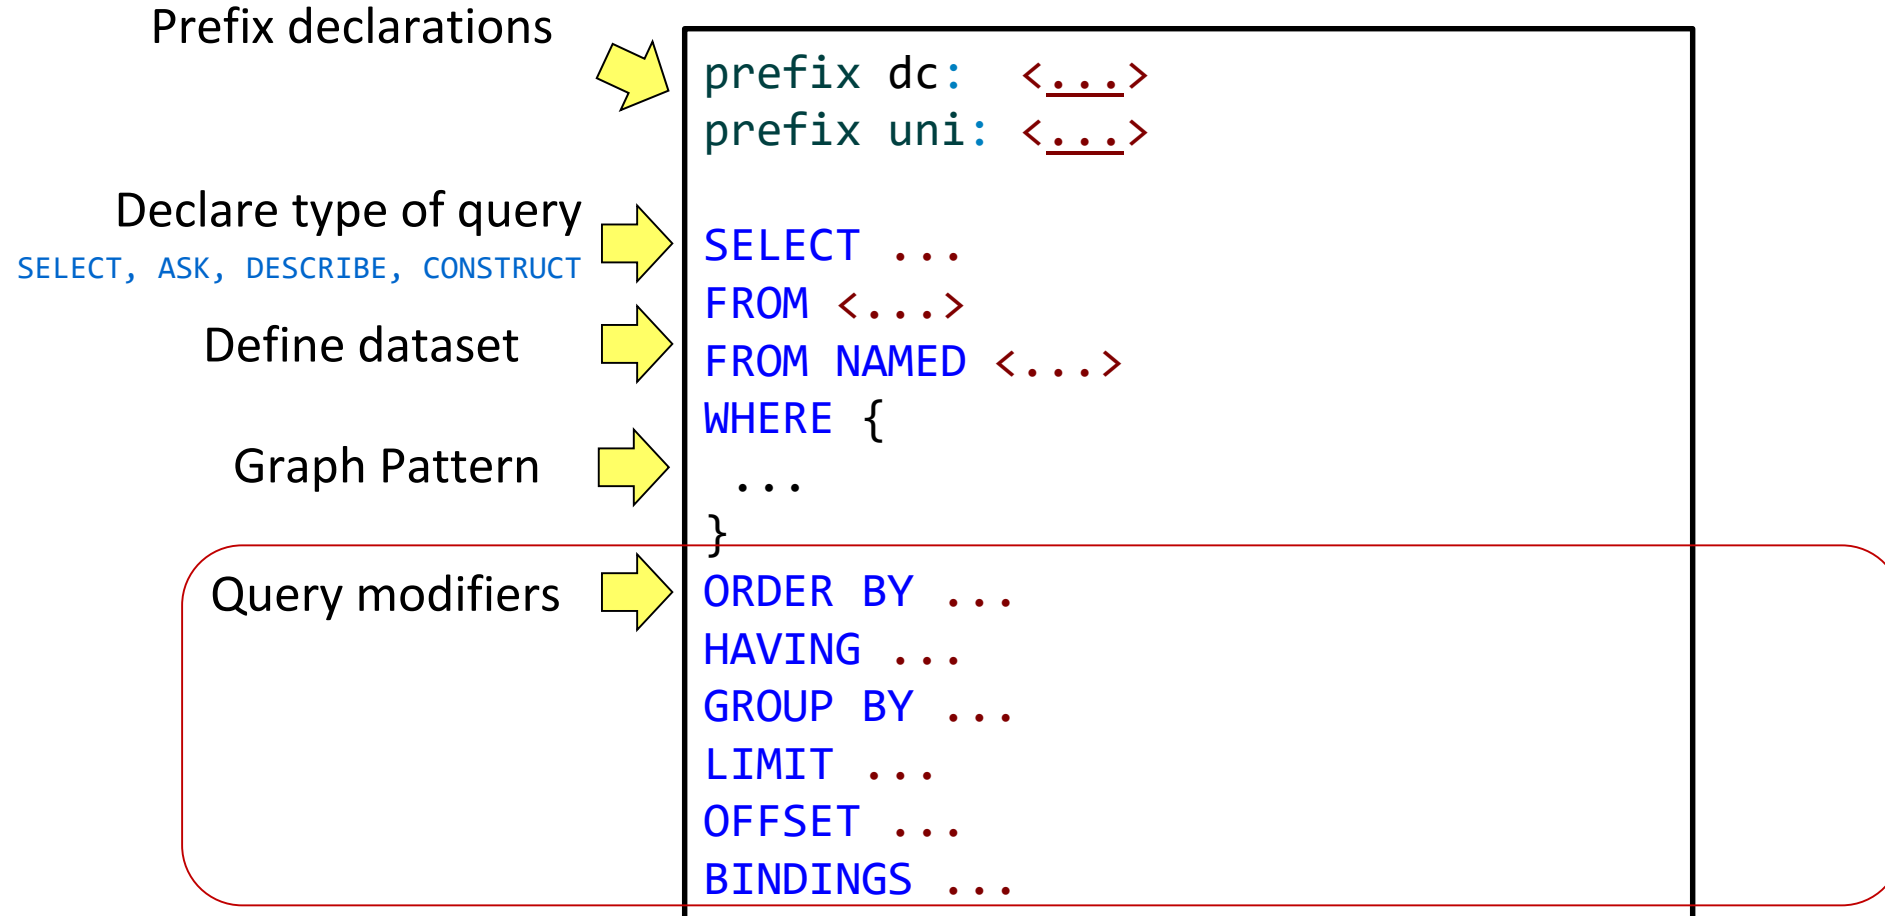 Prefix declarations
prefix dc: <...>
prefix uni: <...>
Declare type of query
SELECT, ASK, DESCRIBE, CONSTRUCT
SELECT ...
FROM <...>
Define dataset
FROM NAMED <...>
WHERE {
Graph Pattern
...
}
Query modifiers
ORDER BY ...
HAVING ...
GROUP BY ...
LIMIT ...
OFFSET ...
BINDINGS ...